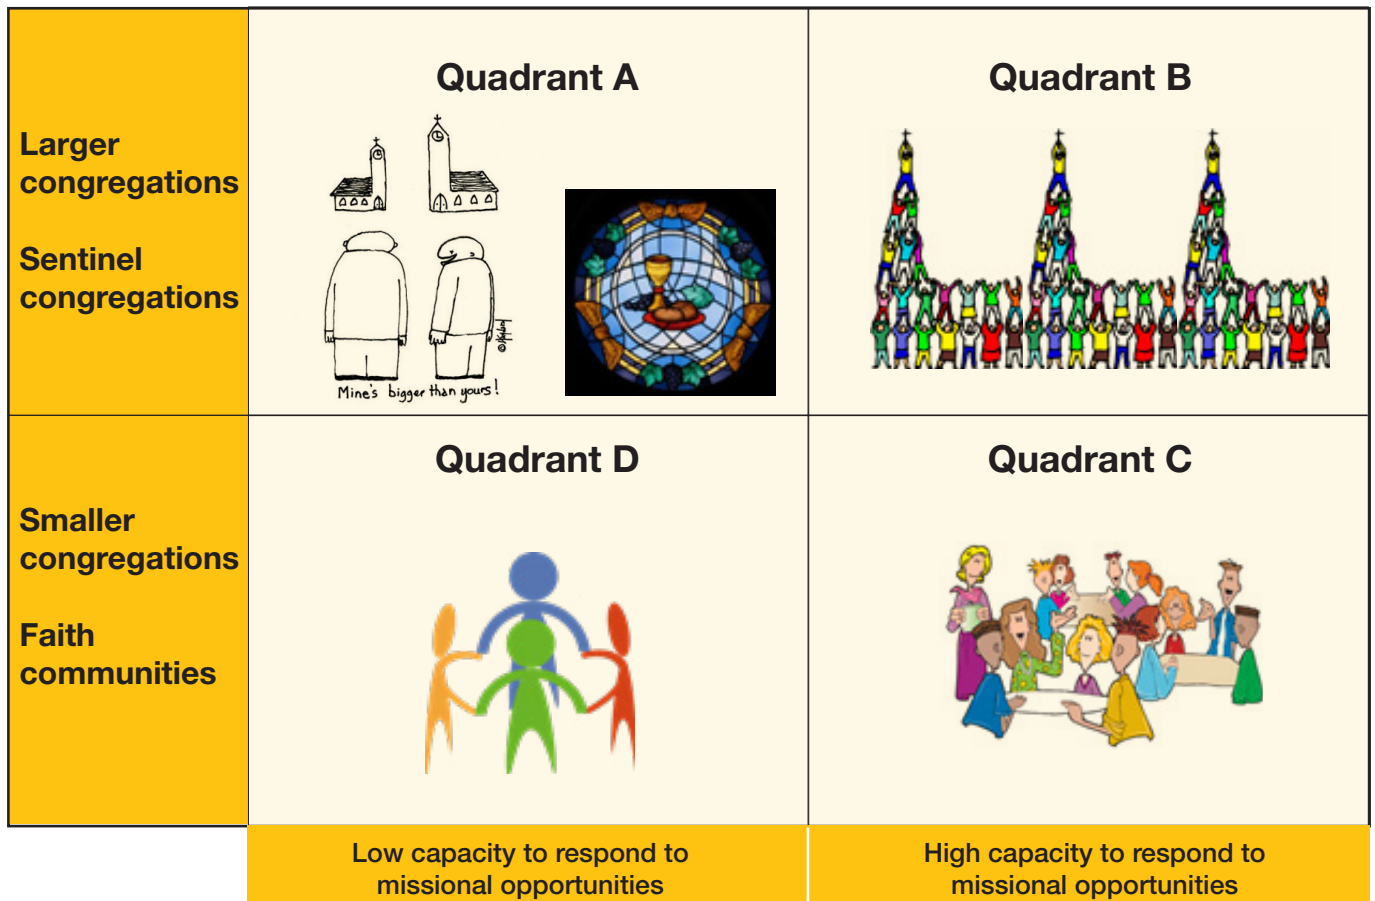 Quadrant A
Quadrant B
Larger
congregations
Sentinel
congregations
Mine's bigger than yours!
Quadrant D
Quadrant C
Smaller
congregations
Faith
communities
Low capacity to respond to
missional opportunities
High capacity to respond to
missional opportunities